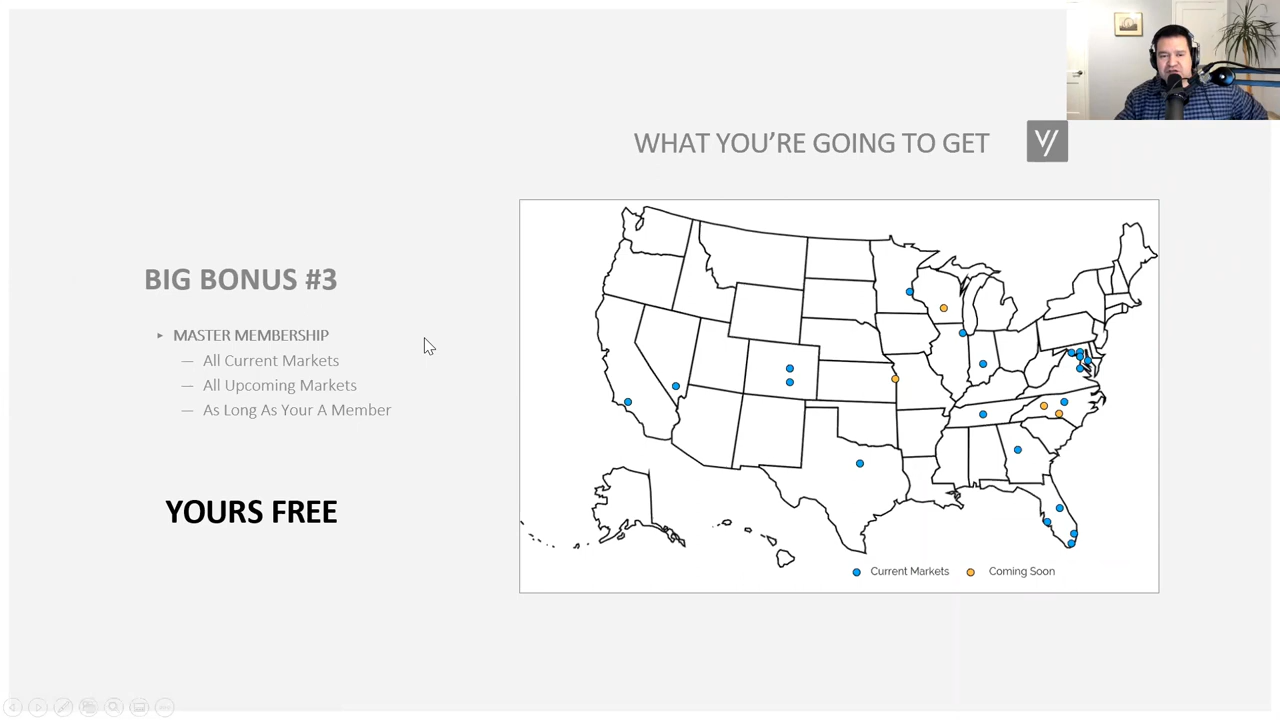 WHAT YOU'RE GOING TO GET
BIG BONUS #3
MASTER MEMBERSHIP
— All Current Markets
— All Upcoming Markets
— As Long As Your A Member
YOURS FREE
Current Markets
Coming Soon